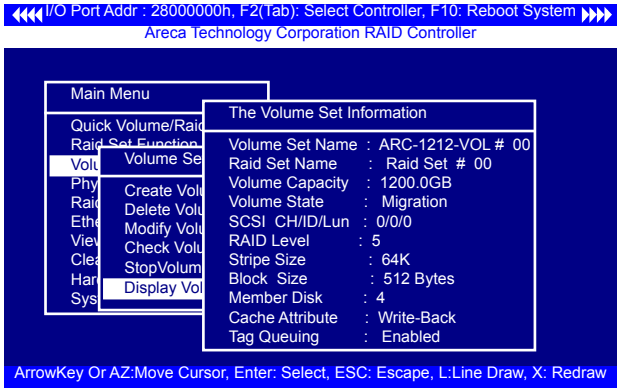 I/O Port Addr : 28000000h, F2(Tab): Select Controller, F10: Reboot System
Areca Technology Corporation RAID Controller
Main Menu
Quick Volume/Raid
Raid Set Function
Volu
Phy
Raid
Ethe
View
Clea
Hard
Sys
Volume Se
Create Volu
Delete Volu
Modify Volu
Check Volu
StopVolum
Display Vol
The Volume Set Information
Volume Set Name : ARC-1212-VOL # 00
Raid Set Name : Raid Set # 00
Volume Capacity : 1200.0GB
Volume State : Migration
SCSI CH/ID/Lun : 0/0/0
RAID Level : 5
Stripe Size : 64K
Block Size : 512 Bytes
Member Disk : 4
Cache Attribute : Write-Back
Tag Queuing : Enabled
ArrowKey Or AZ:Move Cursor, Enter: Select, ESC: Escape, L:Line Draw, X: Redraw